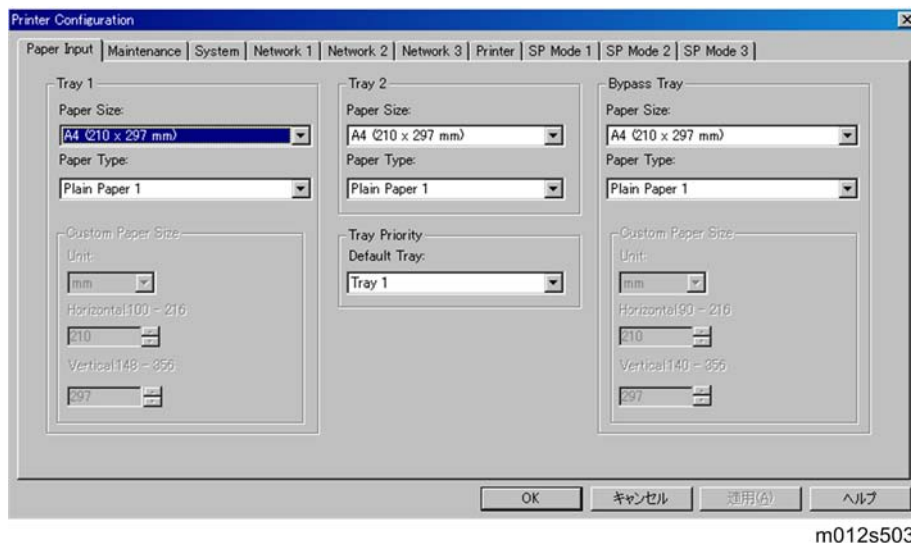 Printer Configuration
Paper Input Maintenance System Network 1 Network 2 Network 3 Printer SP Mode 1 SP Mode 2 SP Mode 3
Tray 1
Paper Size:
A4 (210 x 297 mm)
Paper Type:
Plain Paper 1
Custom Paper Size
Unit:
mm
Horizontal:100 - 216
210
Vertical:148 - 356
297
Tray 2
Paper Size:
A4 (210 x 297 mm)
Paper Type:
Plain Paper 1
Tray Priority
Default Tray:
Tray 1
Bypass Tray
Paper Size:
A4 (210 x 297 mm)
Paper Type:
Plain Paper 1
Custom Paper Size
Unit:
mm
Horizontal:90 - 216
210
Vertical:140 - 356
297
OK キャンセル 適用(A) ヘルプ
m012s503